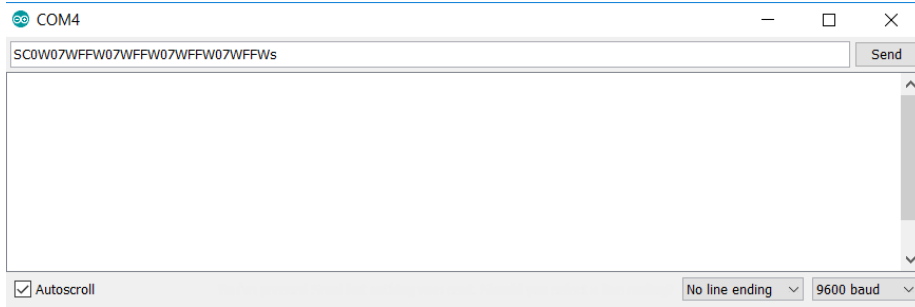 COM4
SC0W07WFFW07WFFW07WFFW07WFFWs
Send
Autoscroll
No line ending
9600 baud